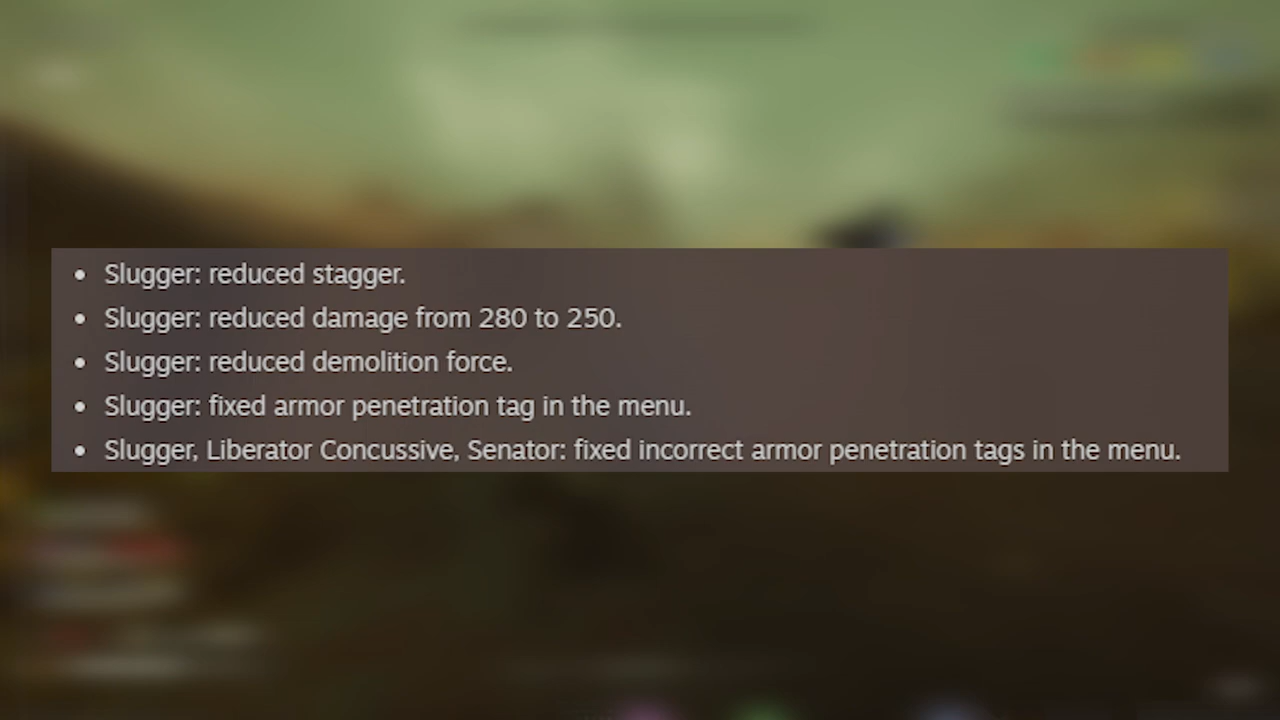 • Slugger: reduced stagger.
• Slugger: reduced damage from 280 to 250.
• Slugger: reduced demolition force.
• Slugger: fixed armor penetration tag in the menu.
• Slugger, Liberator Concussive, Senator: fixed incorrect armor penetration tags in the menu.